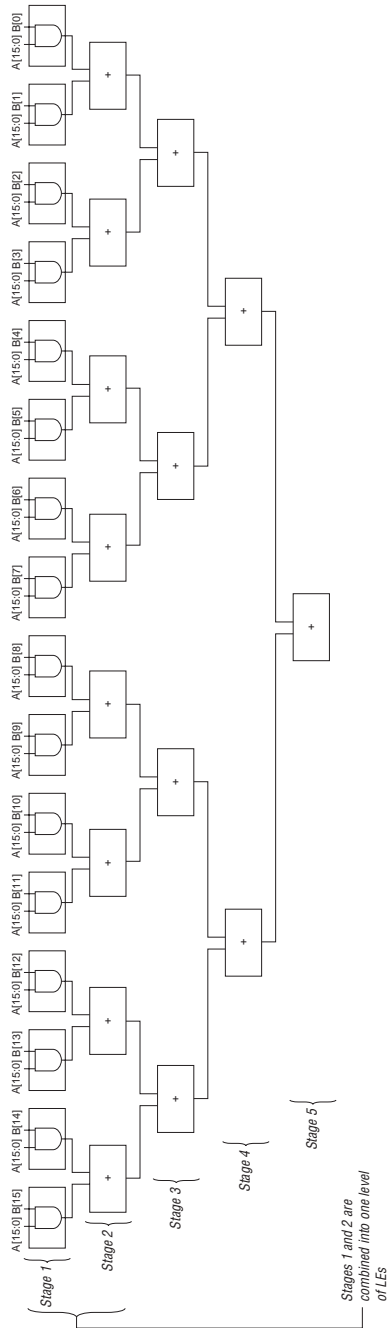 A[15:0] B[15]
A[15:0] B[14]
A[15:0] B[13]
A[15:0] B[12]
A[15:0] B[11]
A[15:0] B[10]
A[15:0] B[9]
A[15:0] B[8]
A[15:0] B[7]
A[15:0] B[6]
A[15:0] B[5]
A[15:0] B[4]
A[15:0] B[3]
A[15:0] B[2]
A[15:0] B[1]
A[15:0] B[0]
Stage 1
+
+
+
+
+
+
+
+
Stage 2
+
+
+
+
Stage 3
+
+
Stage 4
+
Stage 5
Stages 1 and 2 are
combined into one level
of LEs